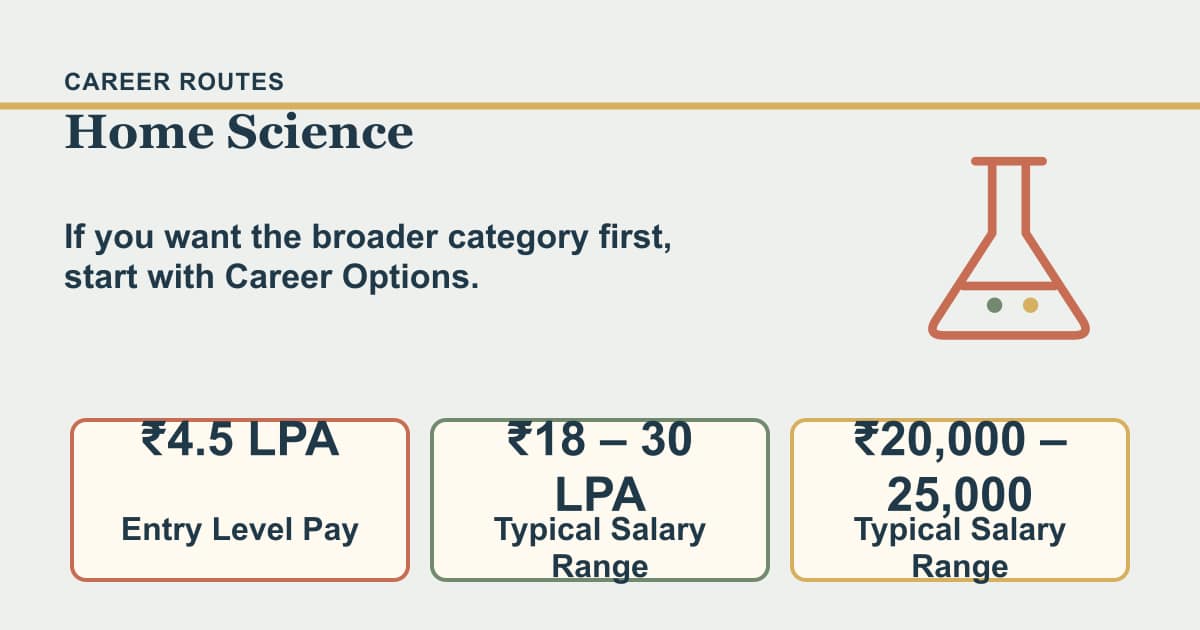 CAREER ROUTES
Home Science
If you want the broader category first,
start with Career Options.
₹4.5 LPA
Entry Level Pay
₹18 – 30
LPA
Typical Salary
Range
₹20,000 –
25,000
Typical Salary
Range